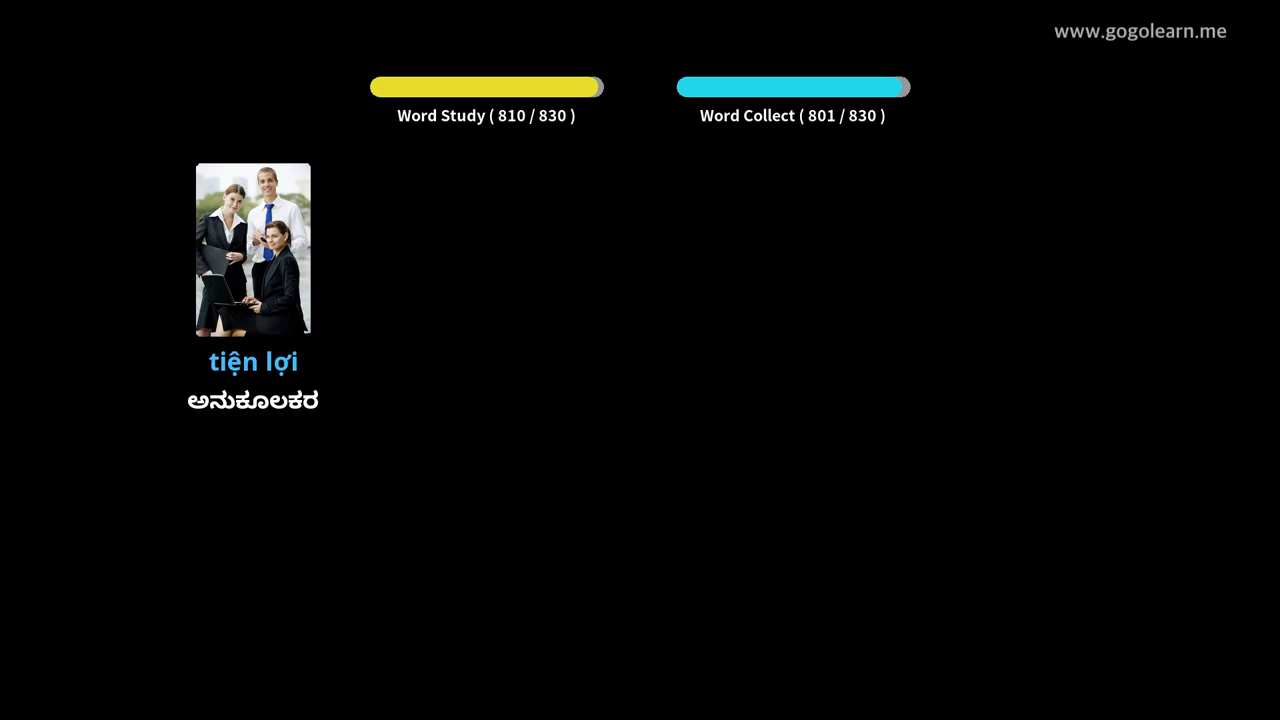 www.gogolearn.me
Word Study ( 810 / 830 )
Word Collect ( 801 / 830 )
tiện lợi
ಅನುಕೂಲಕರ